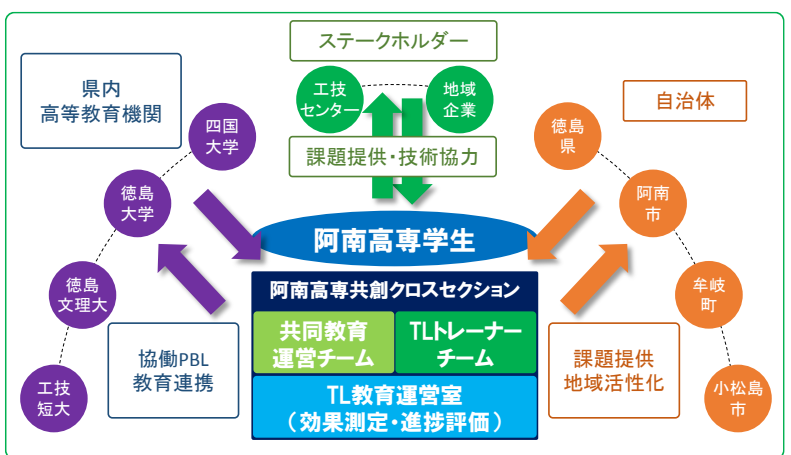 ステークホルダー
工技
センター
地域
企業
課題提供・技術協力
県内
高等教育機関
四国
大学
徳島
大学
徳島
文理大
工技
短大
協働PBL
教育連携
自治体
徳島
県
阿南
市
牟岐
町
小松島
市
課題提供
地域活性化
阿南高専学生
阿南高専共創クロスセクション
共同教育
運営チーム
TLトレーナー
チーム
TL教育運営室
（効果測定・進捗評価）